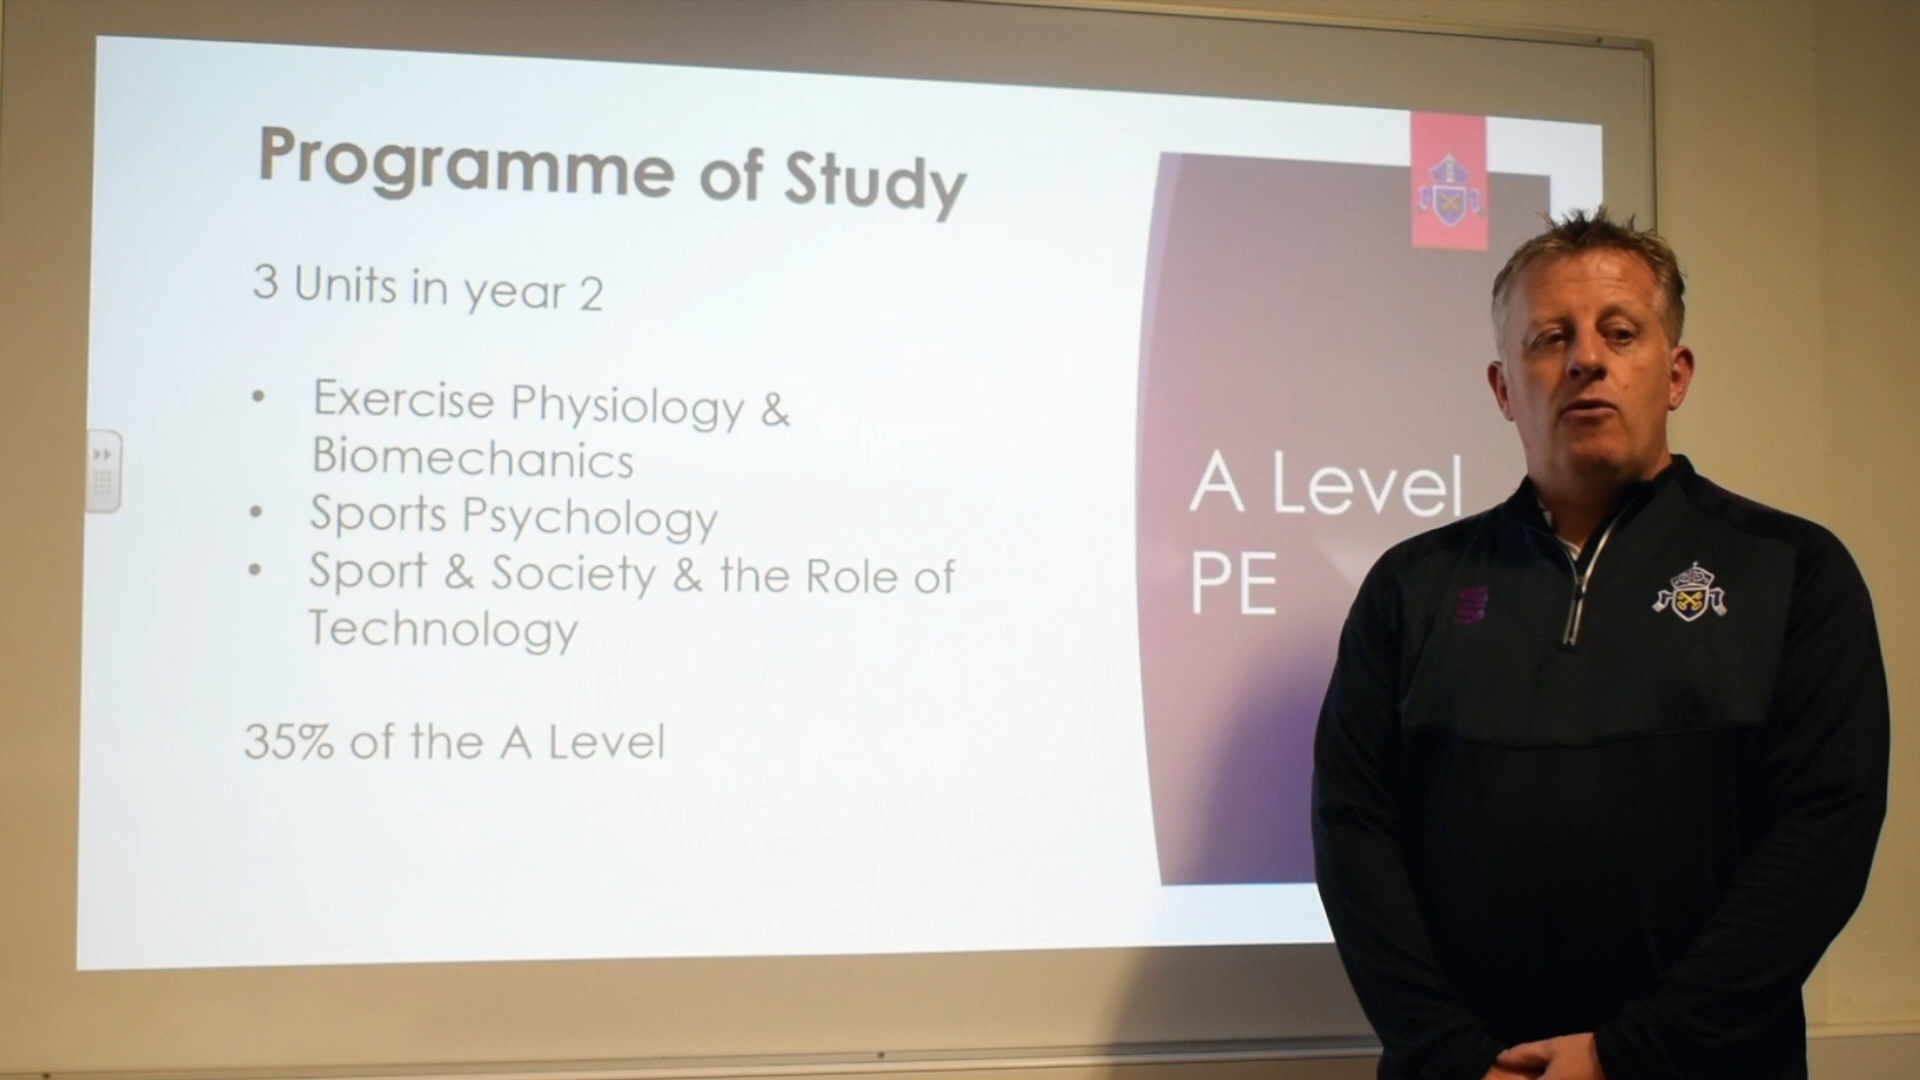 Programme of Study
3 Units in year 2
• Exercise Physiology &
Biomechanics
• Sports Psychology
• Sport & Society & the Role of
Technology
35% of the A Level
A Level
PE